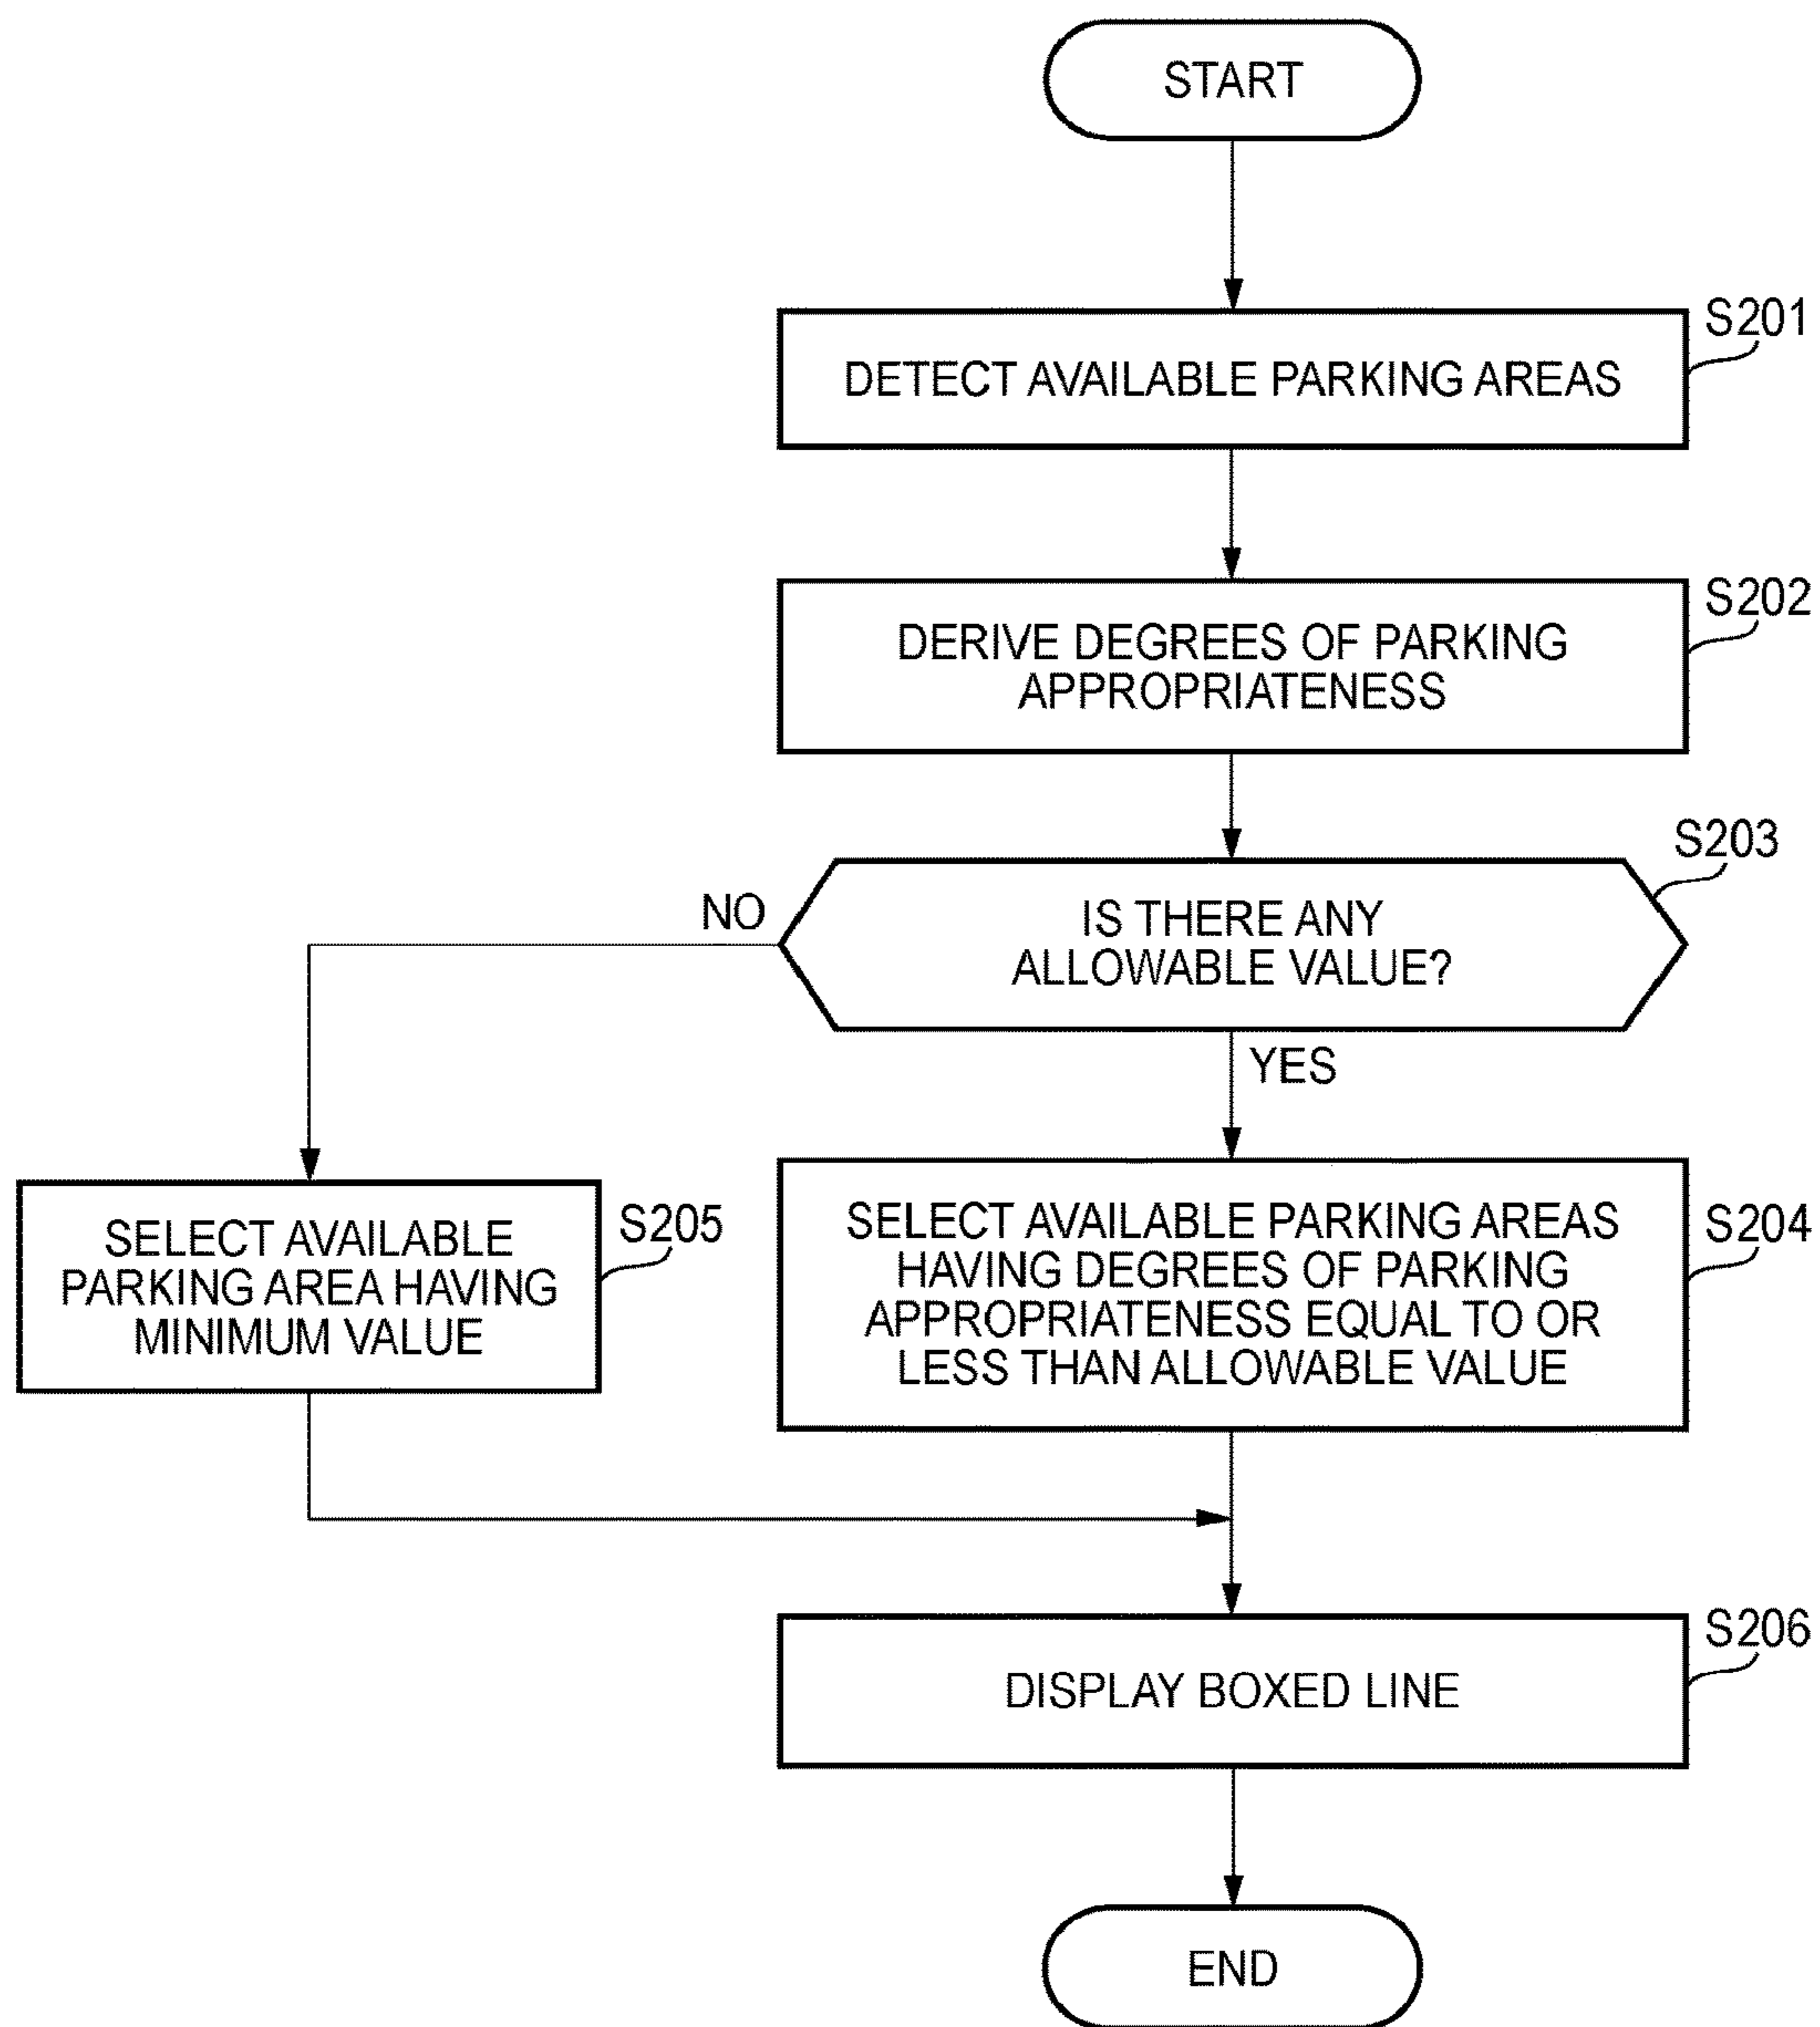 START
S201
DETECT AVAILABLE PARKING AREAS
S202
DERIVE DEGREES OF PARKING
APPROPRIATENESS
S203
IS THERE ANY
ALLOWABLE VALUE?
NO
YES
S205
SELECT AVAILABLE
PARKING AREA HAVING
MINIMUM VALUE
S204
SELECT AVAILABLE PARKING AREAS
HAVING DEGREES OF PARKING
APPROPRIATENESS EQUAL TO OR
LESS THAN ALLOWABLE VALUE
S206
DISPLAY BOXED LINE
END